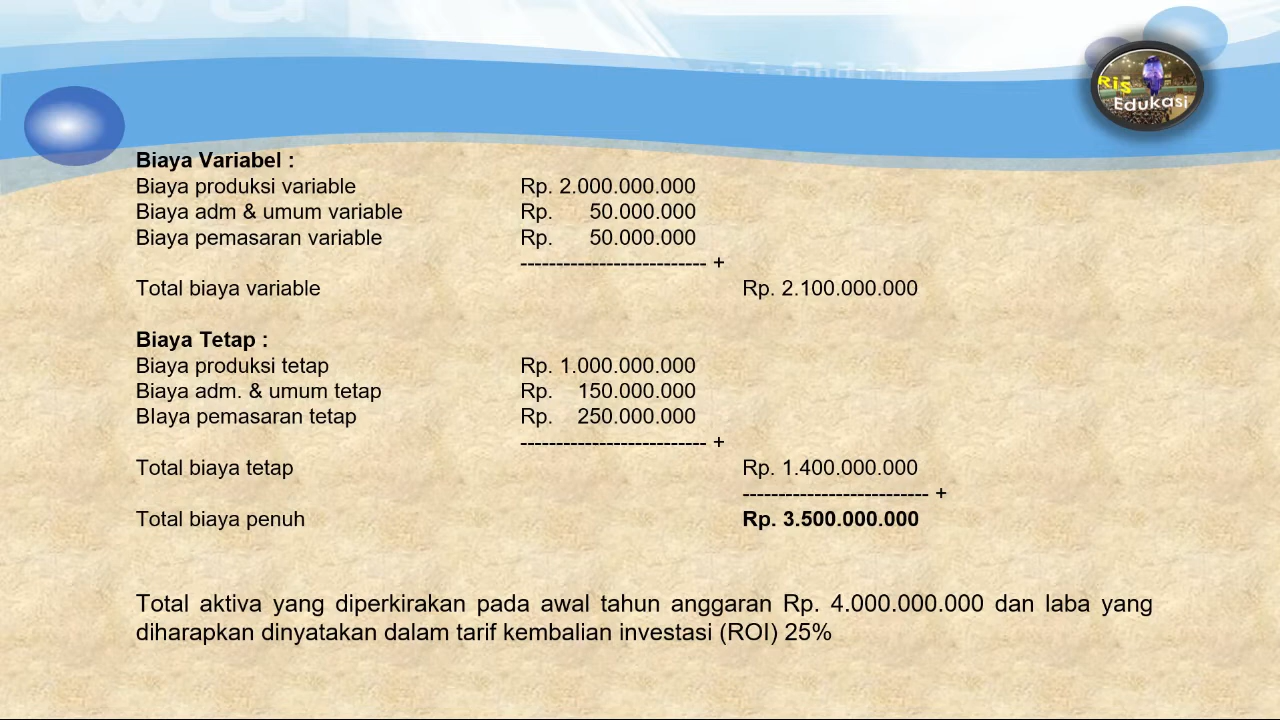 Ris
Edukasi
Biaya Variabel :
Biaya produksi variable Rp. 2.000.000.000
Biaya adm & umum variable Rp. 50.000.000
Biaya pemasaran variable Rp. 50.000.000
-------------------------- +
Total biaya variable Rp. 2.100.000.000
Biaya Tetap :
Biaya produksi tetap Rp. 1.000.000.000
Biaya adm. & umum tetap Rp. 150.000.000
BIaya pemasaran tetap Rp. 250.000.000
-------------------------- +
Total biaya tetap Rp. 1.400.000.000
-------------------------- +
Total biaya penuh Rp. 3.500.000.000
Total aktiva yang diperkirakan pada awal tahun anggaran Rp. 4.000.000.000 dan laba yang
diharapkan dinyatakan dalam tarif kembalian investasi (ROI) 25%